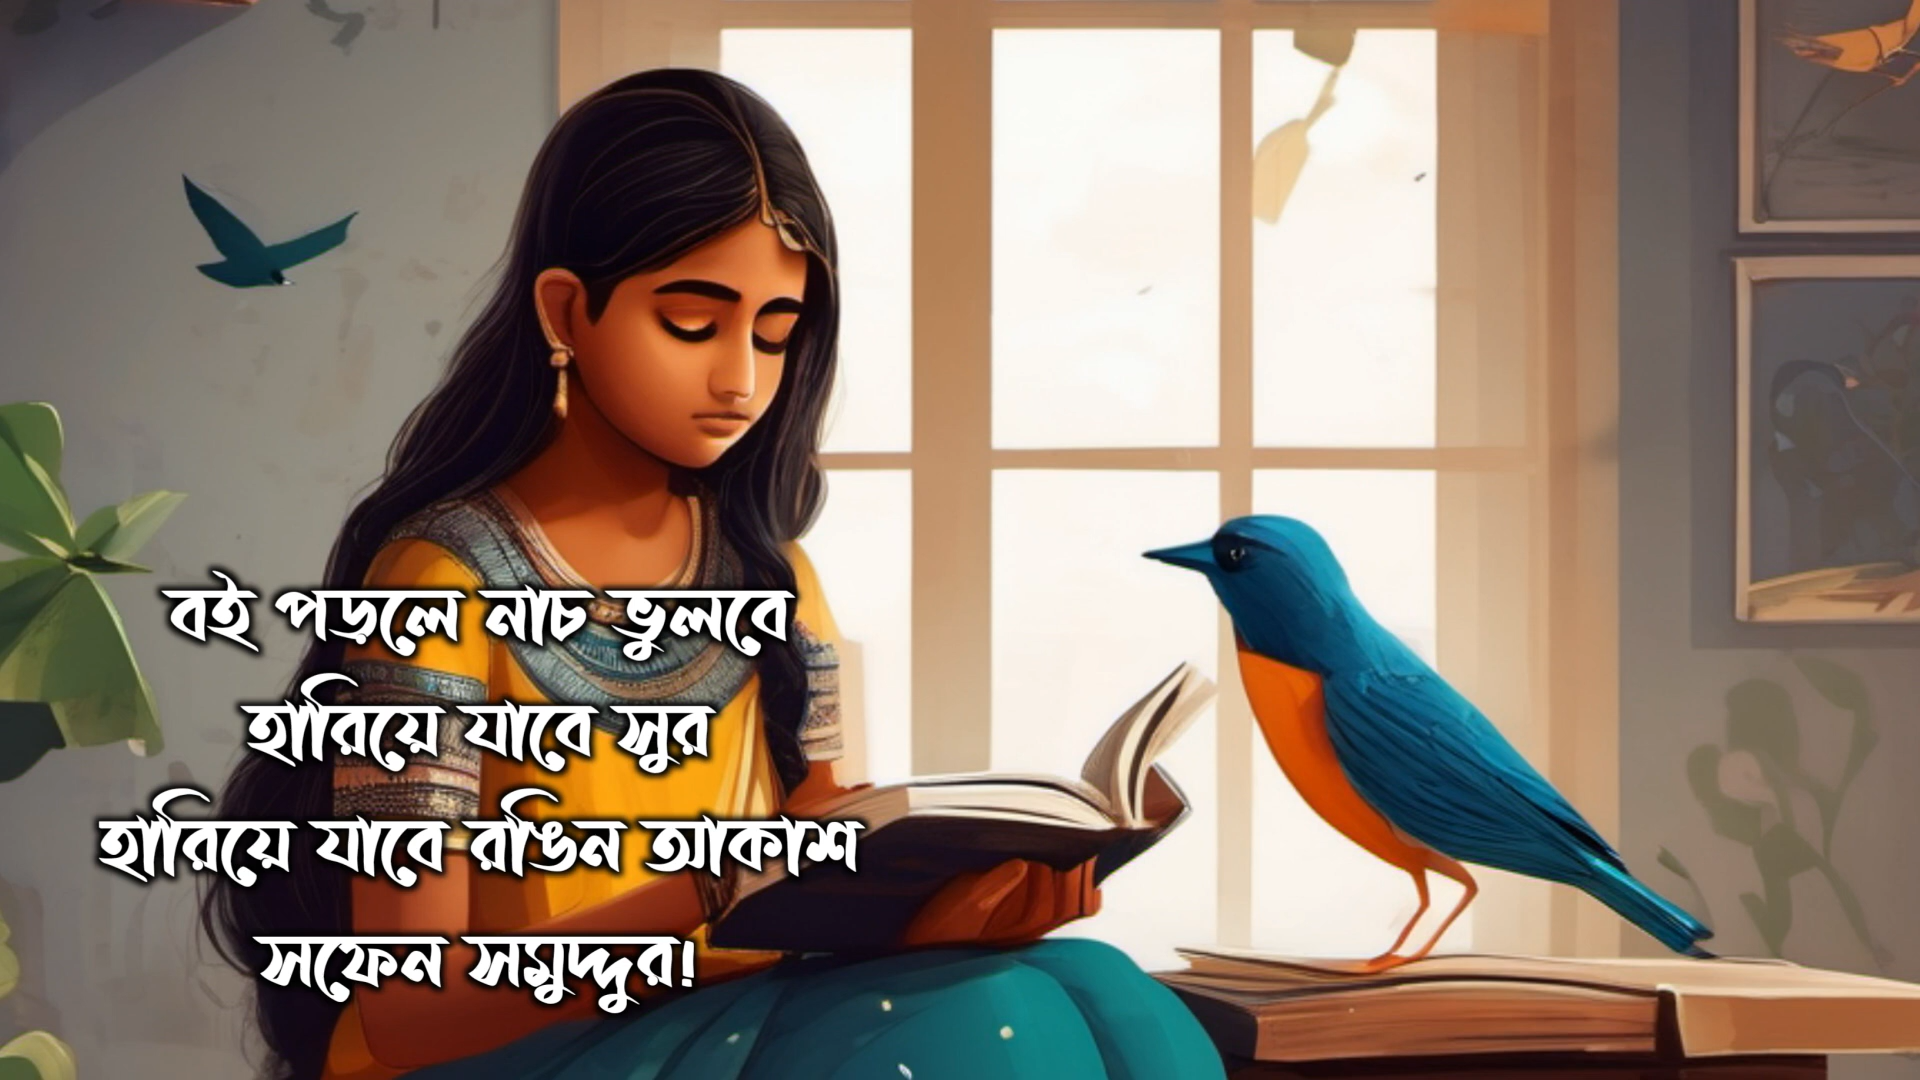 বই পড়লে নাচ ভুলবে
হারিয়ে যাবে সুর
হারিয়ে যাবে রঙিন আকাশ
সফেন সমুদ্দুর!